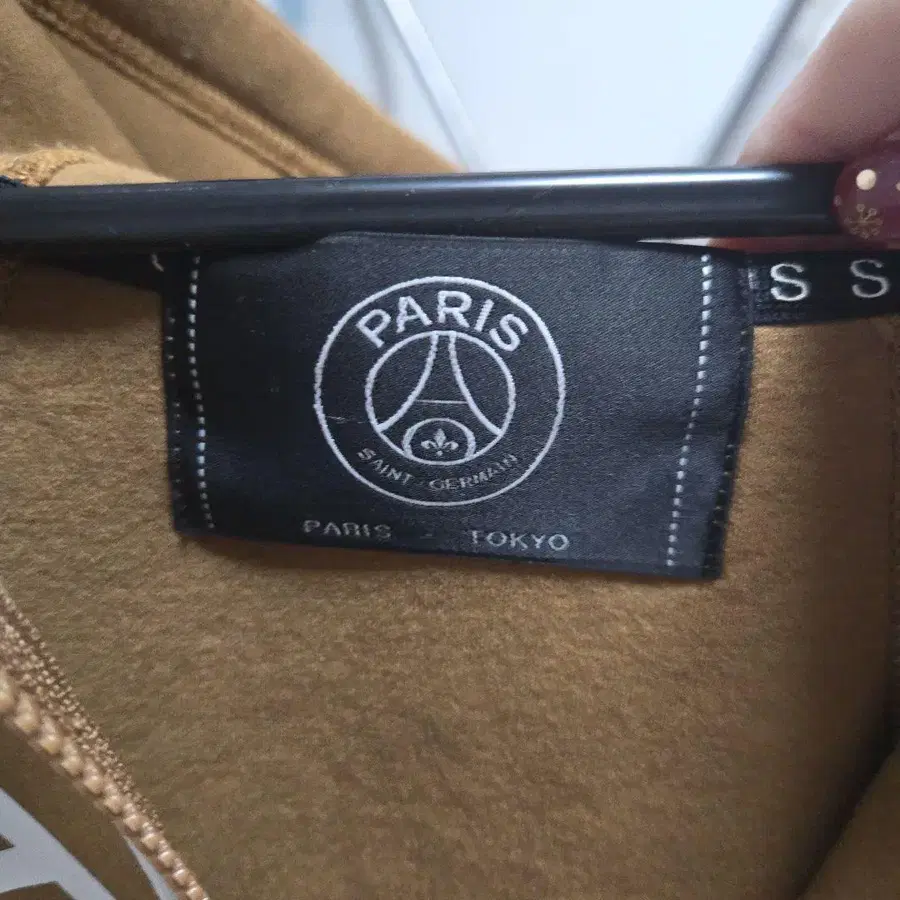 PARIS
SAINT-GERMAIN
PARIS - TOKYO
S S